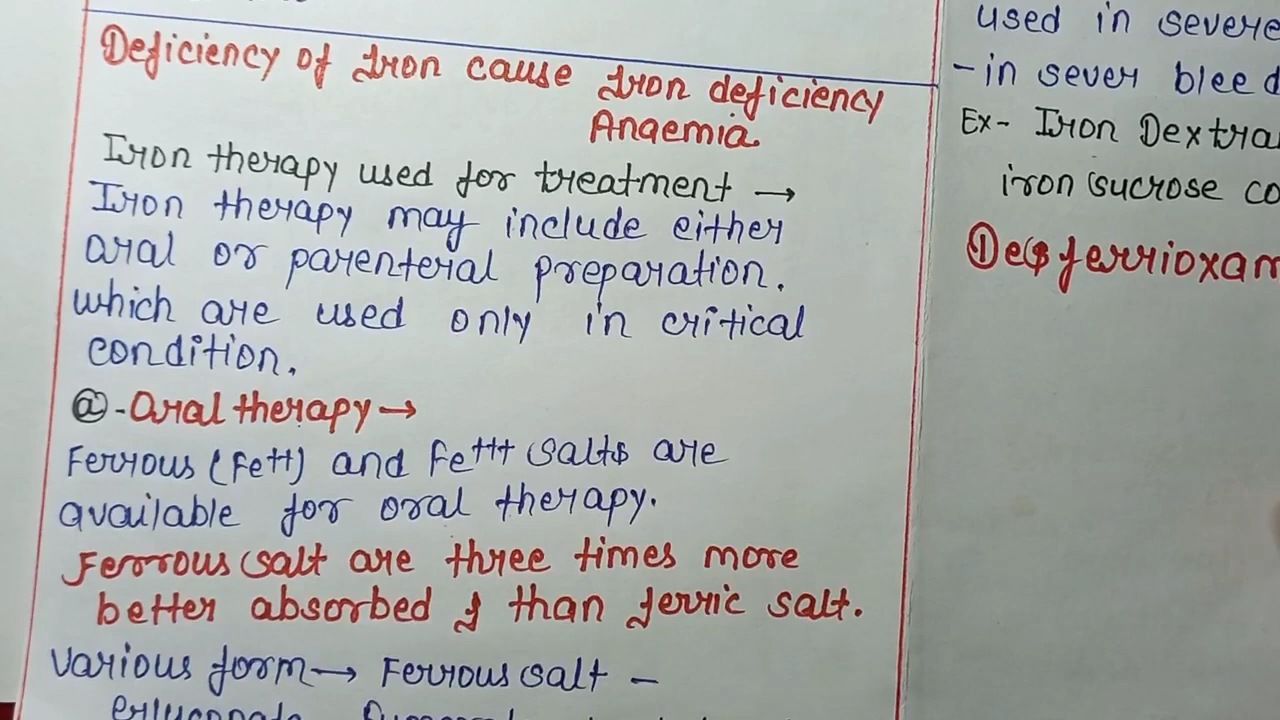 Deficiency of Iron cause Iron deficiency
Anaemia.
Iron therapy used for treatment →
Iron therapy may include either
oral or parenteral preparation.
which are used only in critical
condition.
ⓐ-Oral therapy→
Ferrous (Fe++) and Fe+++ salts are
available for oral therapy.
Ferrous salt are three times more
better absorbed than ferric salt.
Various form → Ferrous salt -
used in severe
- in sever bleed
Ex- Iron Dextra
iron sucrose co
Desferrioxam